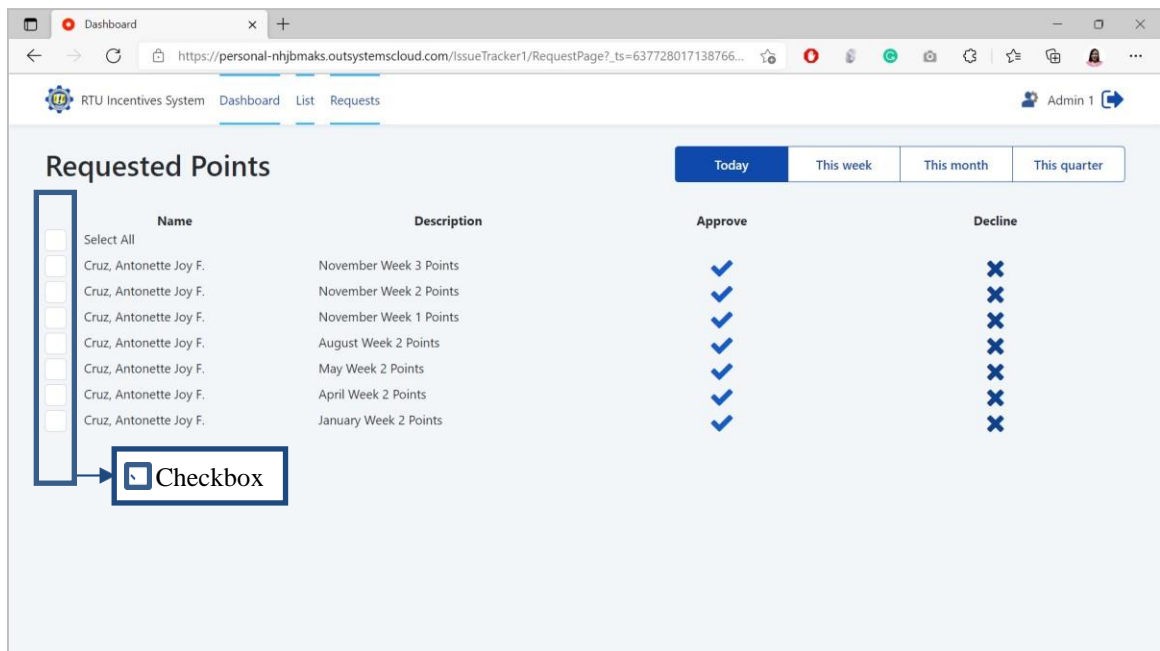 Dashboard
https://personal-nhjbmaks.outsystemscloud.com/IssueTracker1/RequestPage?_ts=637728017138766...
RTU Incentives System Dashboard List Requests Admin 1
Requested Points
Today This week This month This quarter
Name Description Approve Decline
Select All
Cruz, Antonette Joy F. November Week 3 Points
Cruz, Antonette Joy F. November Week 2 Points
Cruz, Antonette Joy F. November Week 1 Points
Cruz, Antonette Joy F. August Week 2 Points
Cruz, Antonette Joy F. May Week 2 Points
Cruz, Antonette Joy F. April Week 2 Points
Cruz, Antonette Joy F. January Week 2 Points
Checkbox